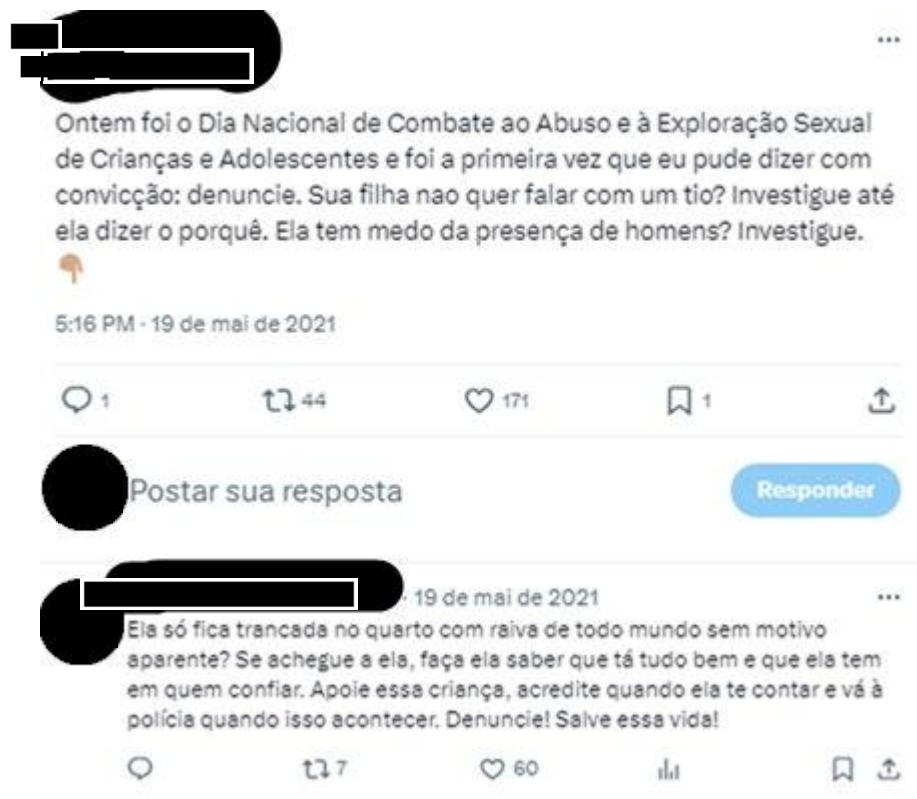 Ontem foi o Dia Nacional de Combate ao Abuso e à Exploração Sexual
de Crianças e Adolescentes e foi a primeira vez que eu pude dizer com
convicção: denuncie. Sua filha nao quer falar com um tio? Investigue até
ela dizer o porquê. Ela tem medo da presença de homens? Investigue.
5:16 PM · 19 de mai de 2021
1 44 171 1
Postar sua resposta Responder
· 19 de mai de 2021
Ela só fica trancada no quarto com raiva de todo mundo sem motivo
aparente? Se achegue a ela, faça ela saber que tá tudo bem e que ela tem
em quem confiar. Apoie essa criança, acredite quando ela te contar e vá à
polícia quando isso acontecer. Denuncie! Salve essa vida!
7 60